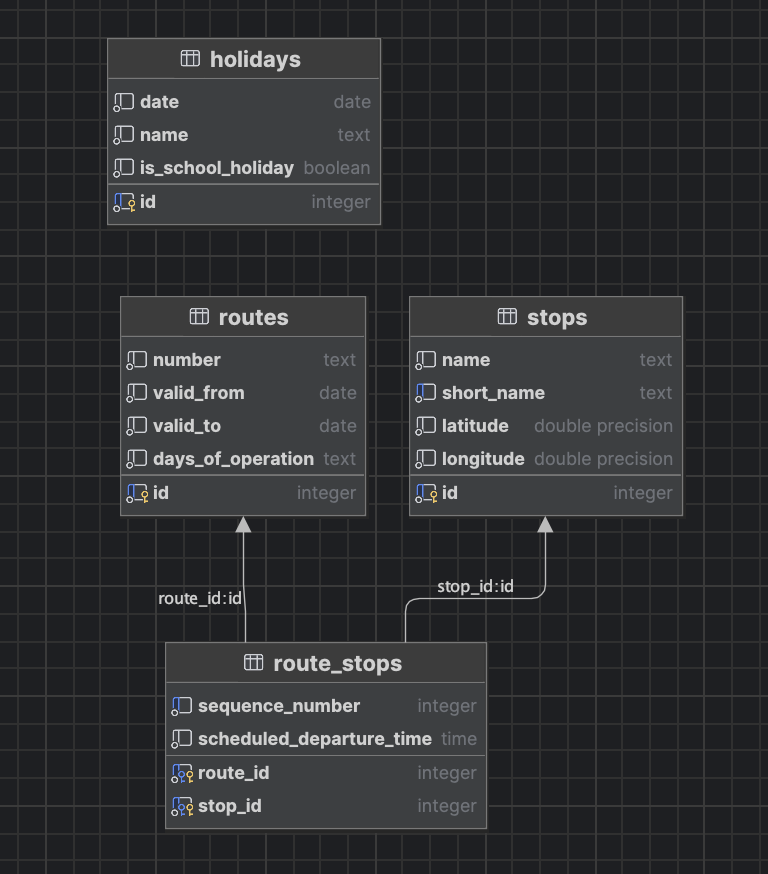 holidays
date date
name text
is_school_holiday boolean
id integer
routes
number text
valid_from date
valid_to date
days_of_operation text
id integer
stops
name text
short_name text
latitude double precision
longitude double precision
id integer
route_id:id
stop_id:id
route_stops
sequence_number integer
scheduled_departure_time time
route_id integer
stop_id integer